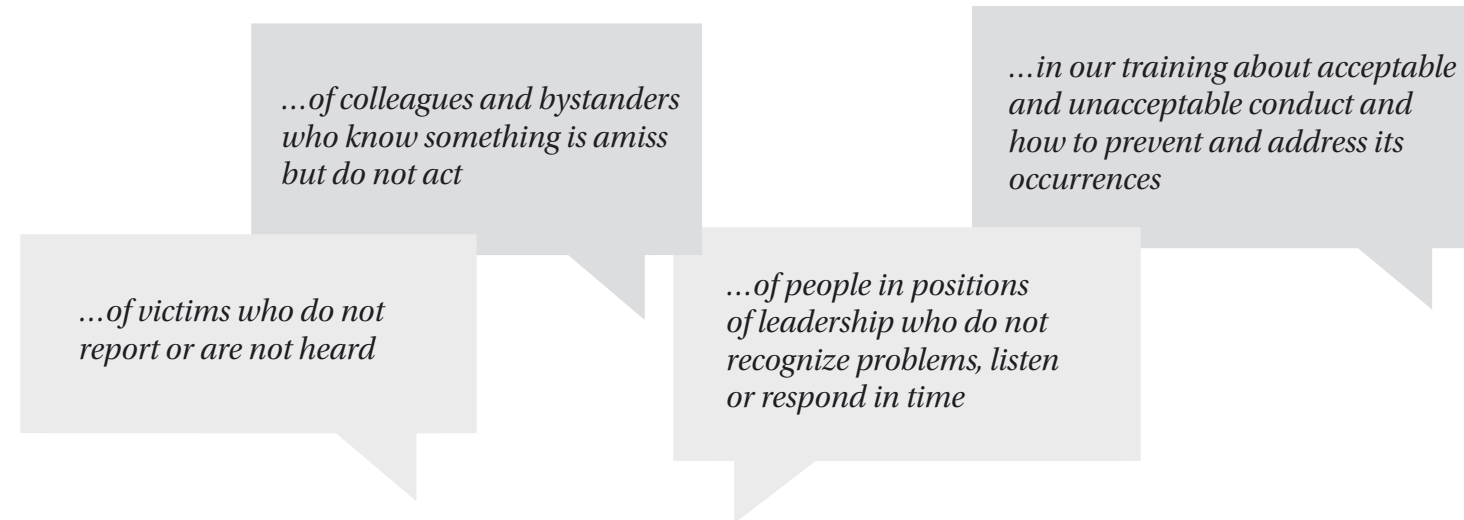 …of victims who do not
report or are not heard
…of colleagues and bystanders
who know something is amiss
but do not act
…of people in positions
of leadership who do not
recognize problems, listen
or respond in time
…in our training about acceptable
and unacceptable conduct and
how to prevent and address its
occurrences